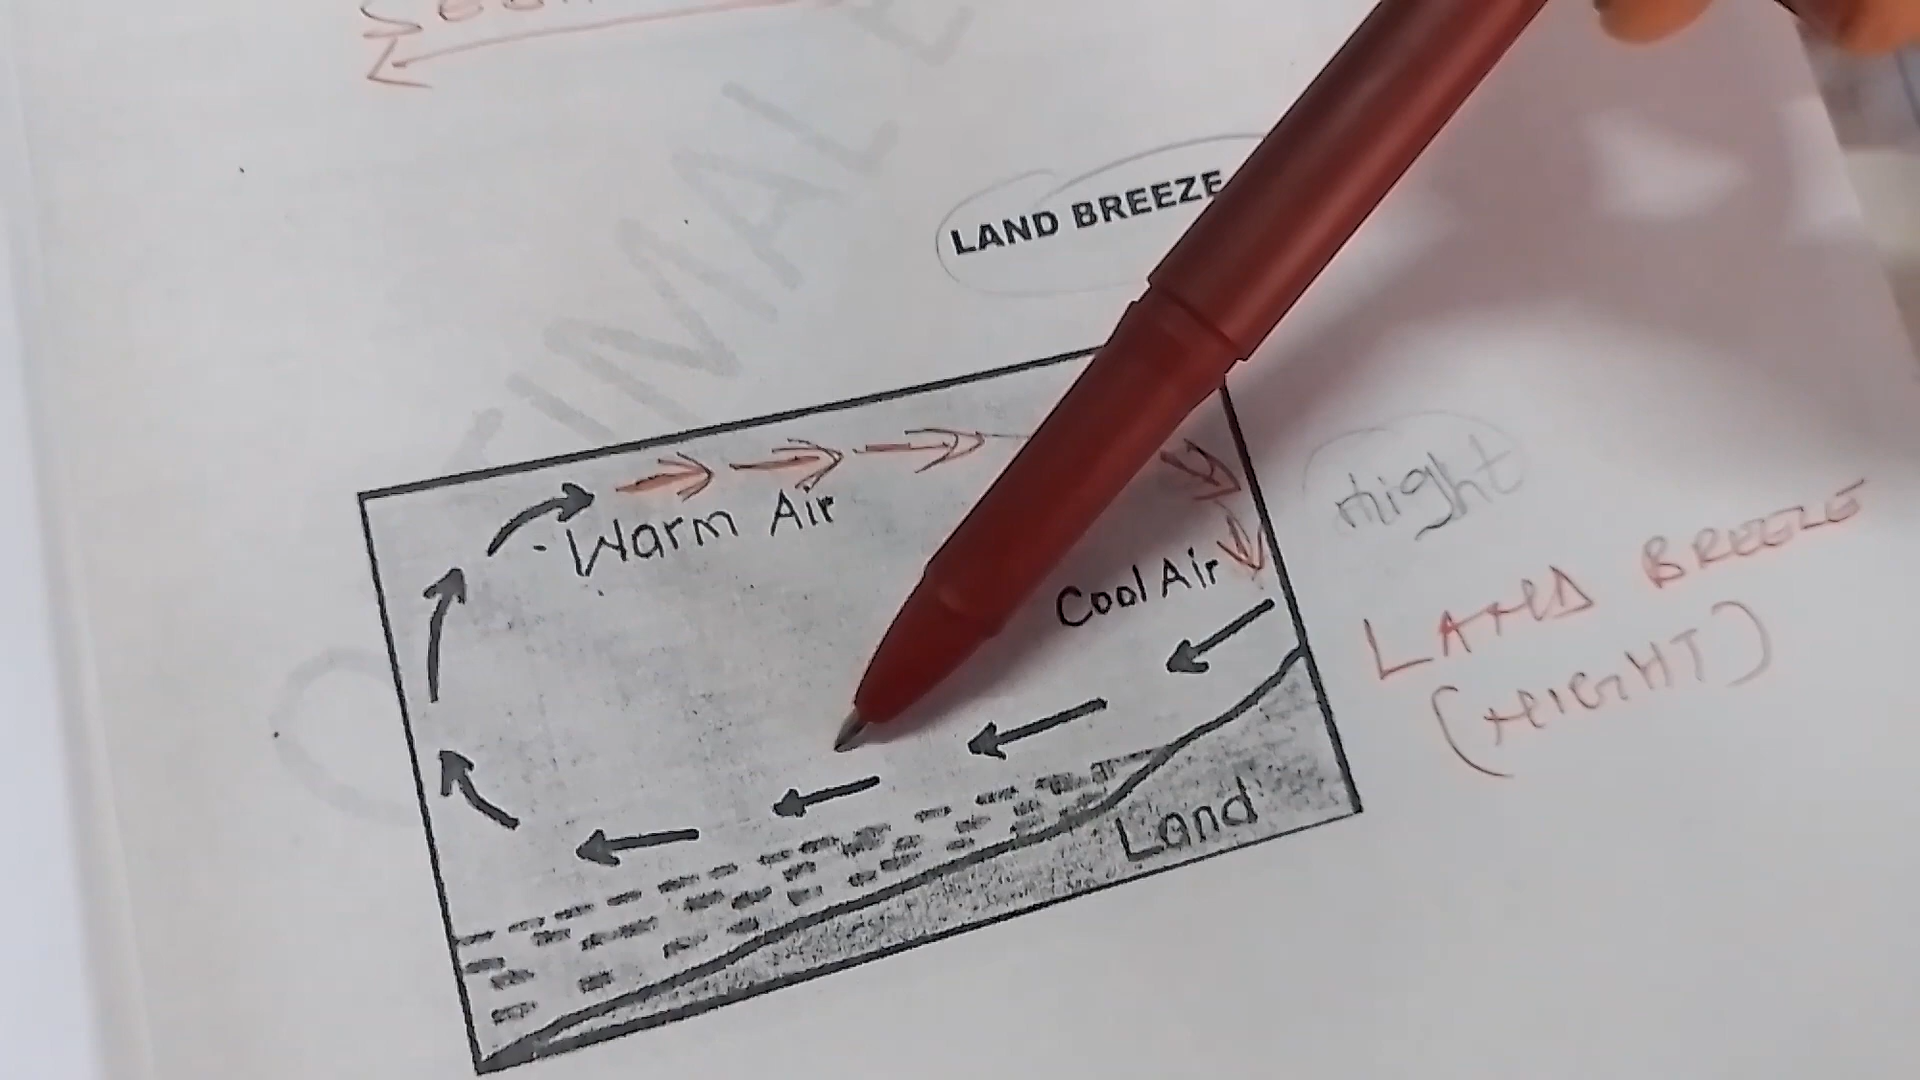 LAND BREEZE
Warm Air
Cool Air
night
LAND BREEZE
(NIGHT)
Land